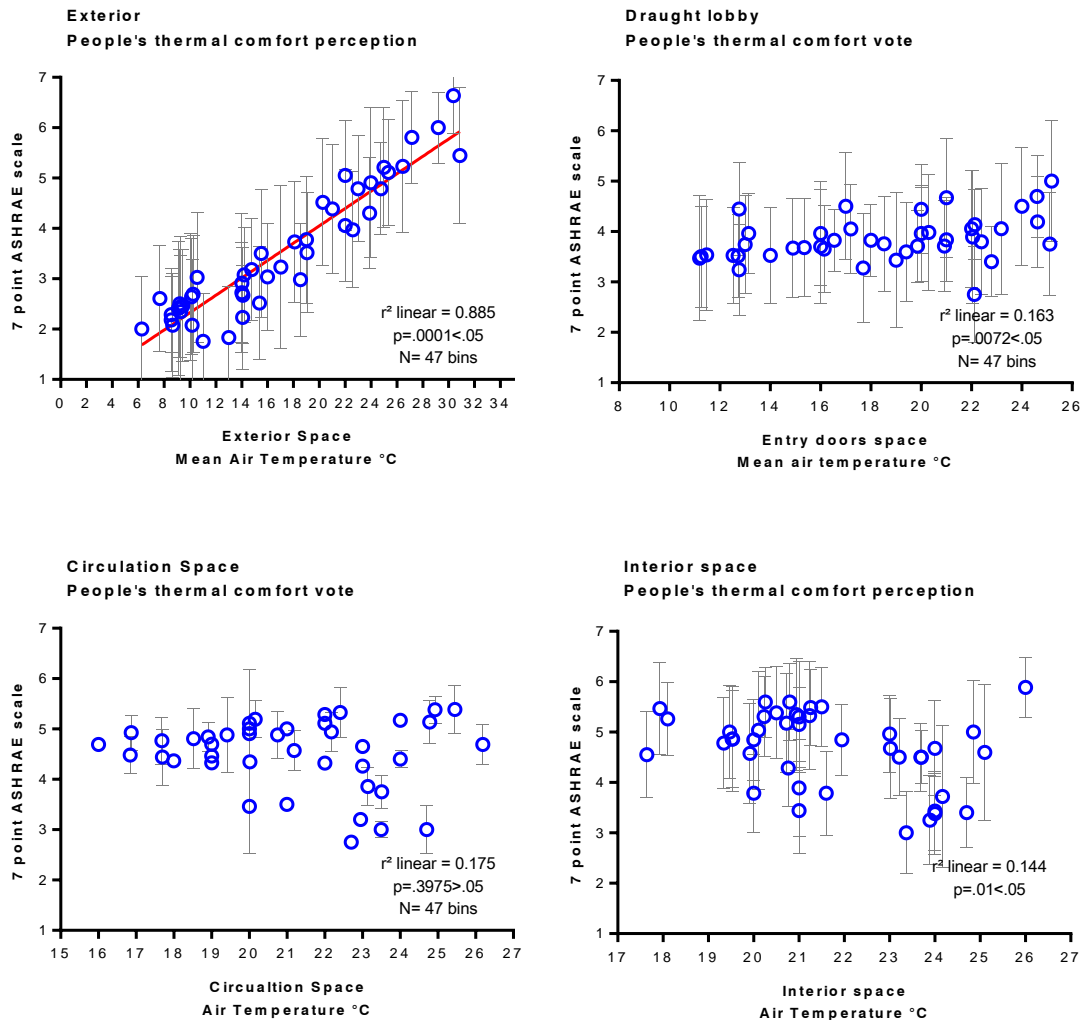 Exterior
People's thermal comfort perception
7 point ASHRAE scale
7
6
5
4
3
2
1
r² linear = 0.885
p=.0001<.05
N= 47 bins
0 2 4 6 8 10 12 14 16 18 20 22 24 26 28 30 32 34
Exterior Space
Mean Air Temperature °C
Draught lobby
People's thermal comfort vote
7 point ASHRAE scale
7
6
5
4
3
2
1
r² linear = 0.163
p=.0072<.05
N= 47 bins
8 10 12 14 16 18 20 22 24 26
Entry doors space
Mean air temperature °C
Circulation Space
People's thermal comfort vote
7 point ASHRAE scale
7
6
5
4
3
2
1
r² linear = 0.175
p=.3975>.05
N= 47 bins
15 16 17 18 19 20 21 22 23 24 25 26 27
Circualtion Space
Air Temperature °C
Interior space
People's thermal comfort perception
7 point ASHRAE scale
7
6
5
4
3
2
1
r² linear = 0.144
p=.01<.05
17 18 19 20 21 22 23 24 25 26 27
Interior space
Air Temperature °C